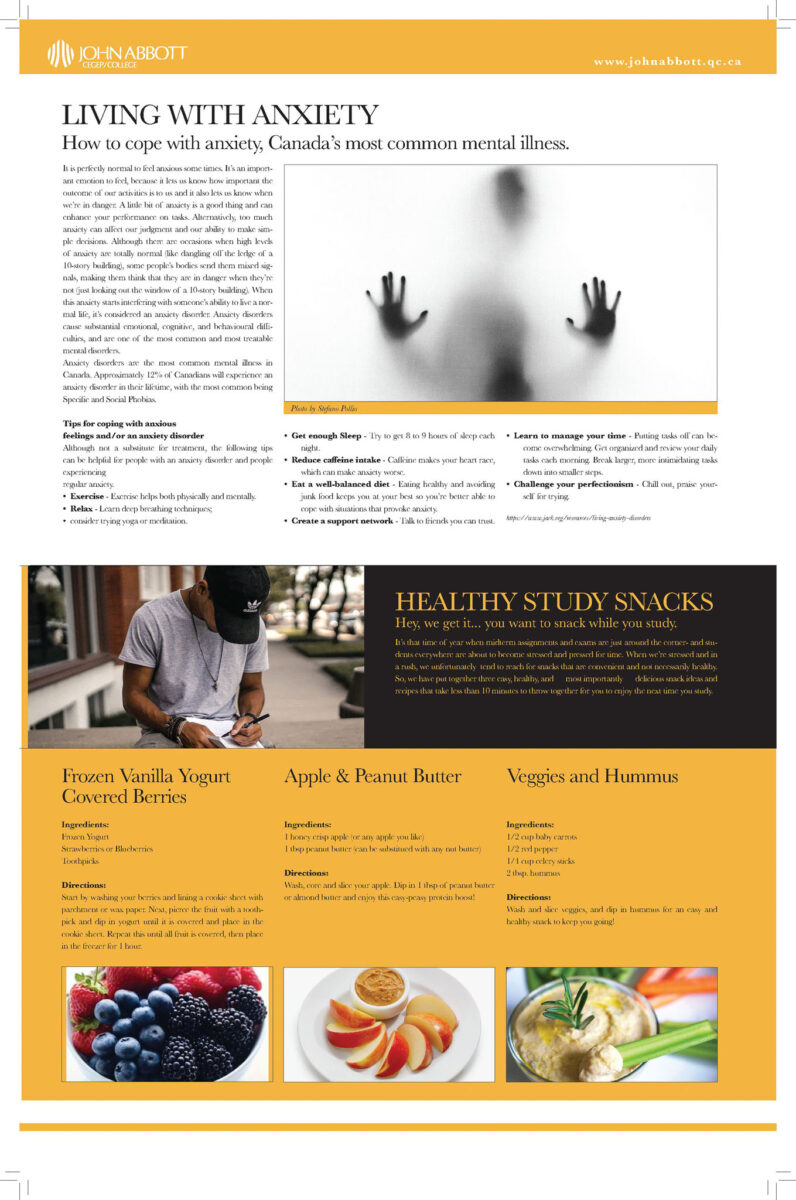 JOHN ABBOTT
CEGEP/COLLEGE
www.johnabbott.qc.ca
LIVING WITH ANXIETY
How to cope with anxiety, Canada's most common mental illness.
It is perfectly normal to feel anxious some times. It's an import-
ant emotion to feel, because it lets us know how important the
outcome of our activities is to us and it also lets us know when
we're in danger. A little bit of anxiety is a good thing and can
enhance your performance on tasks. Alternatively, too much
anxiety can affect our judgment and our ability to make sim-
ple decisions. Although there are occasions when high levels
of anxiety are totally normal (like dangling off the ledge of a
10-story building), some people's bodies send them mixed sig-
nals, making them think that they are in danger when they're
not (just looking out the window of a 10-story building). When
this anxiety starts interfering with someone's ability to live a nor-
mal life, it's considered an anxiety disorder. Anxiety disorders
cause substantial emotional, cognitive, and behavioural diffi-
culties, and are one of the most common and most treatable
mental disorders.
Anxiety disorders are the most common mental illness in
Canada. Approximately 12% of Canadians will experience an
anxiety disorder in their lifetime, with the most common being
Specific and Social Phobias.
Photo by Stefano Pollio
Tips for coping with anxious
feelings and/or an anxiety disorder
Although not a substitute for treatment, the following tips
can be helpful for people with an anxiety disorder and people
experiencing
regular anxiety.
• Exercise - Exercise helps both physically and mentally.
• Relax - Learn deep breathing techniques;
• consider trying yoga or meditation.
• Get enough Sleep - Try to get 8 to 9 hours of sleep each
night.
• Reduce caffeine intake - Caffeine makes your heart race,
which can make anxiety worse.
• Eat a well-balanced diet - Eating healthy and avoiding
junk food keeps you at your best so you're better able to
cope with situations that provoke anxiety.
• Create a support network - Talk to friends you can trust.
• Learn to manage your time - Putting tasks off can be-
come overwhelming. Get organized and review your daily
tasks each morning. Break larger, more intimidating tasks
down into smaller steps.
• Challenge your perfectionism - Chill out, praise your-
self for trying.
https://www.jack.org/resources/living-anxiety-disorders
HEALTHY STUDY SNACKS
Hey, we get it... you want to snack while you study.
It's that time of year when midterm assignments and exams are just around the corner- and stu-
dents everywhere are about to become stressed and pressed for time. When we're stressed and in
a rush, we unfortunately tend to reach for snacks that are convenient and not necessarily healthy.
So, we have put together three easy, healthy, and most importantly delicious snack ideas and
recipes that take less than 10 minutes to throw together for you to enjoy the next time you study.
Frozen Vanilla Yogurt
Covered Berries
Ingredients:
Frozen Yogurt
Strawberries or Blueberries
Toothpicks
Directions:
Start by washing your berries and lining a cookie sheet with
parchment or wax paper. Next, pierce the fruit with a tooth-
pick and dip in yogurt until it is covered and place in the
cookie sheet. Repeat this until all fruit is covered, then place
in the freezer for 1 hour.
Apple & Peanut Butter
Ingredients:
1 honey crisp apple (or any apple you like)
1 tbsp peanut butter (can be substitued with any nut butter)
Directions:
Wash, core and slice your apple. Dip in 1 tbsp of peanut butter
or almond butter and enjoy this easy-peasy protein boost!
Veggies and Hummus
Ingredients:
1/2 cup baby carrots
1/2 red pepper
1/4 cup celery sticks
2 tbsp. hummus
Directions:
Wash and slice veggies, and dip in hummus for an easy and
healthy snack to keep you going!